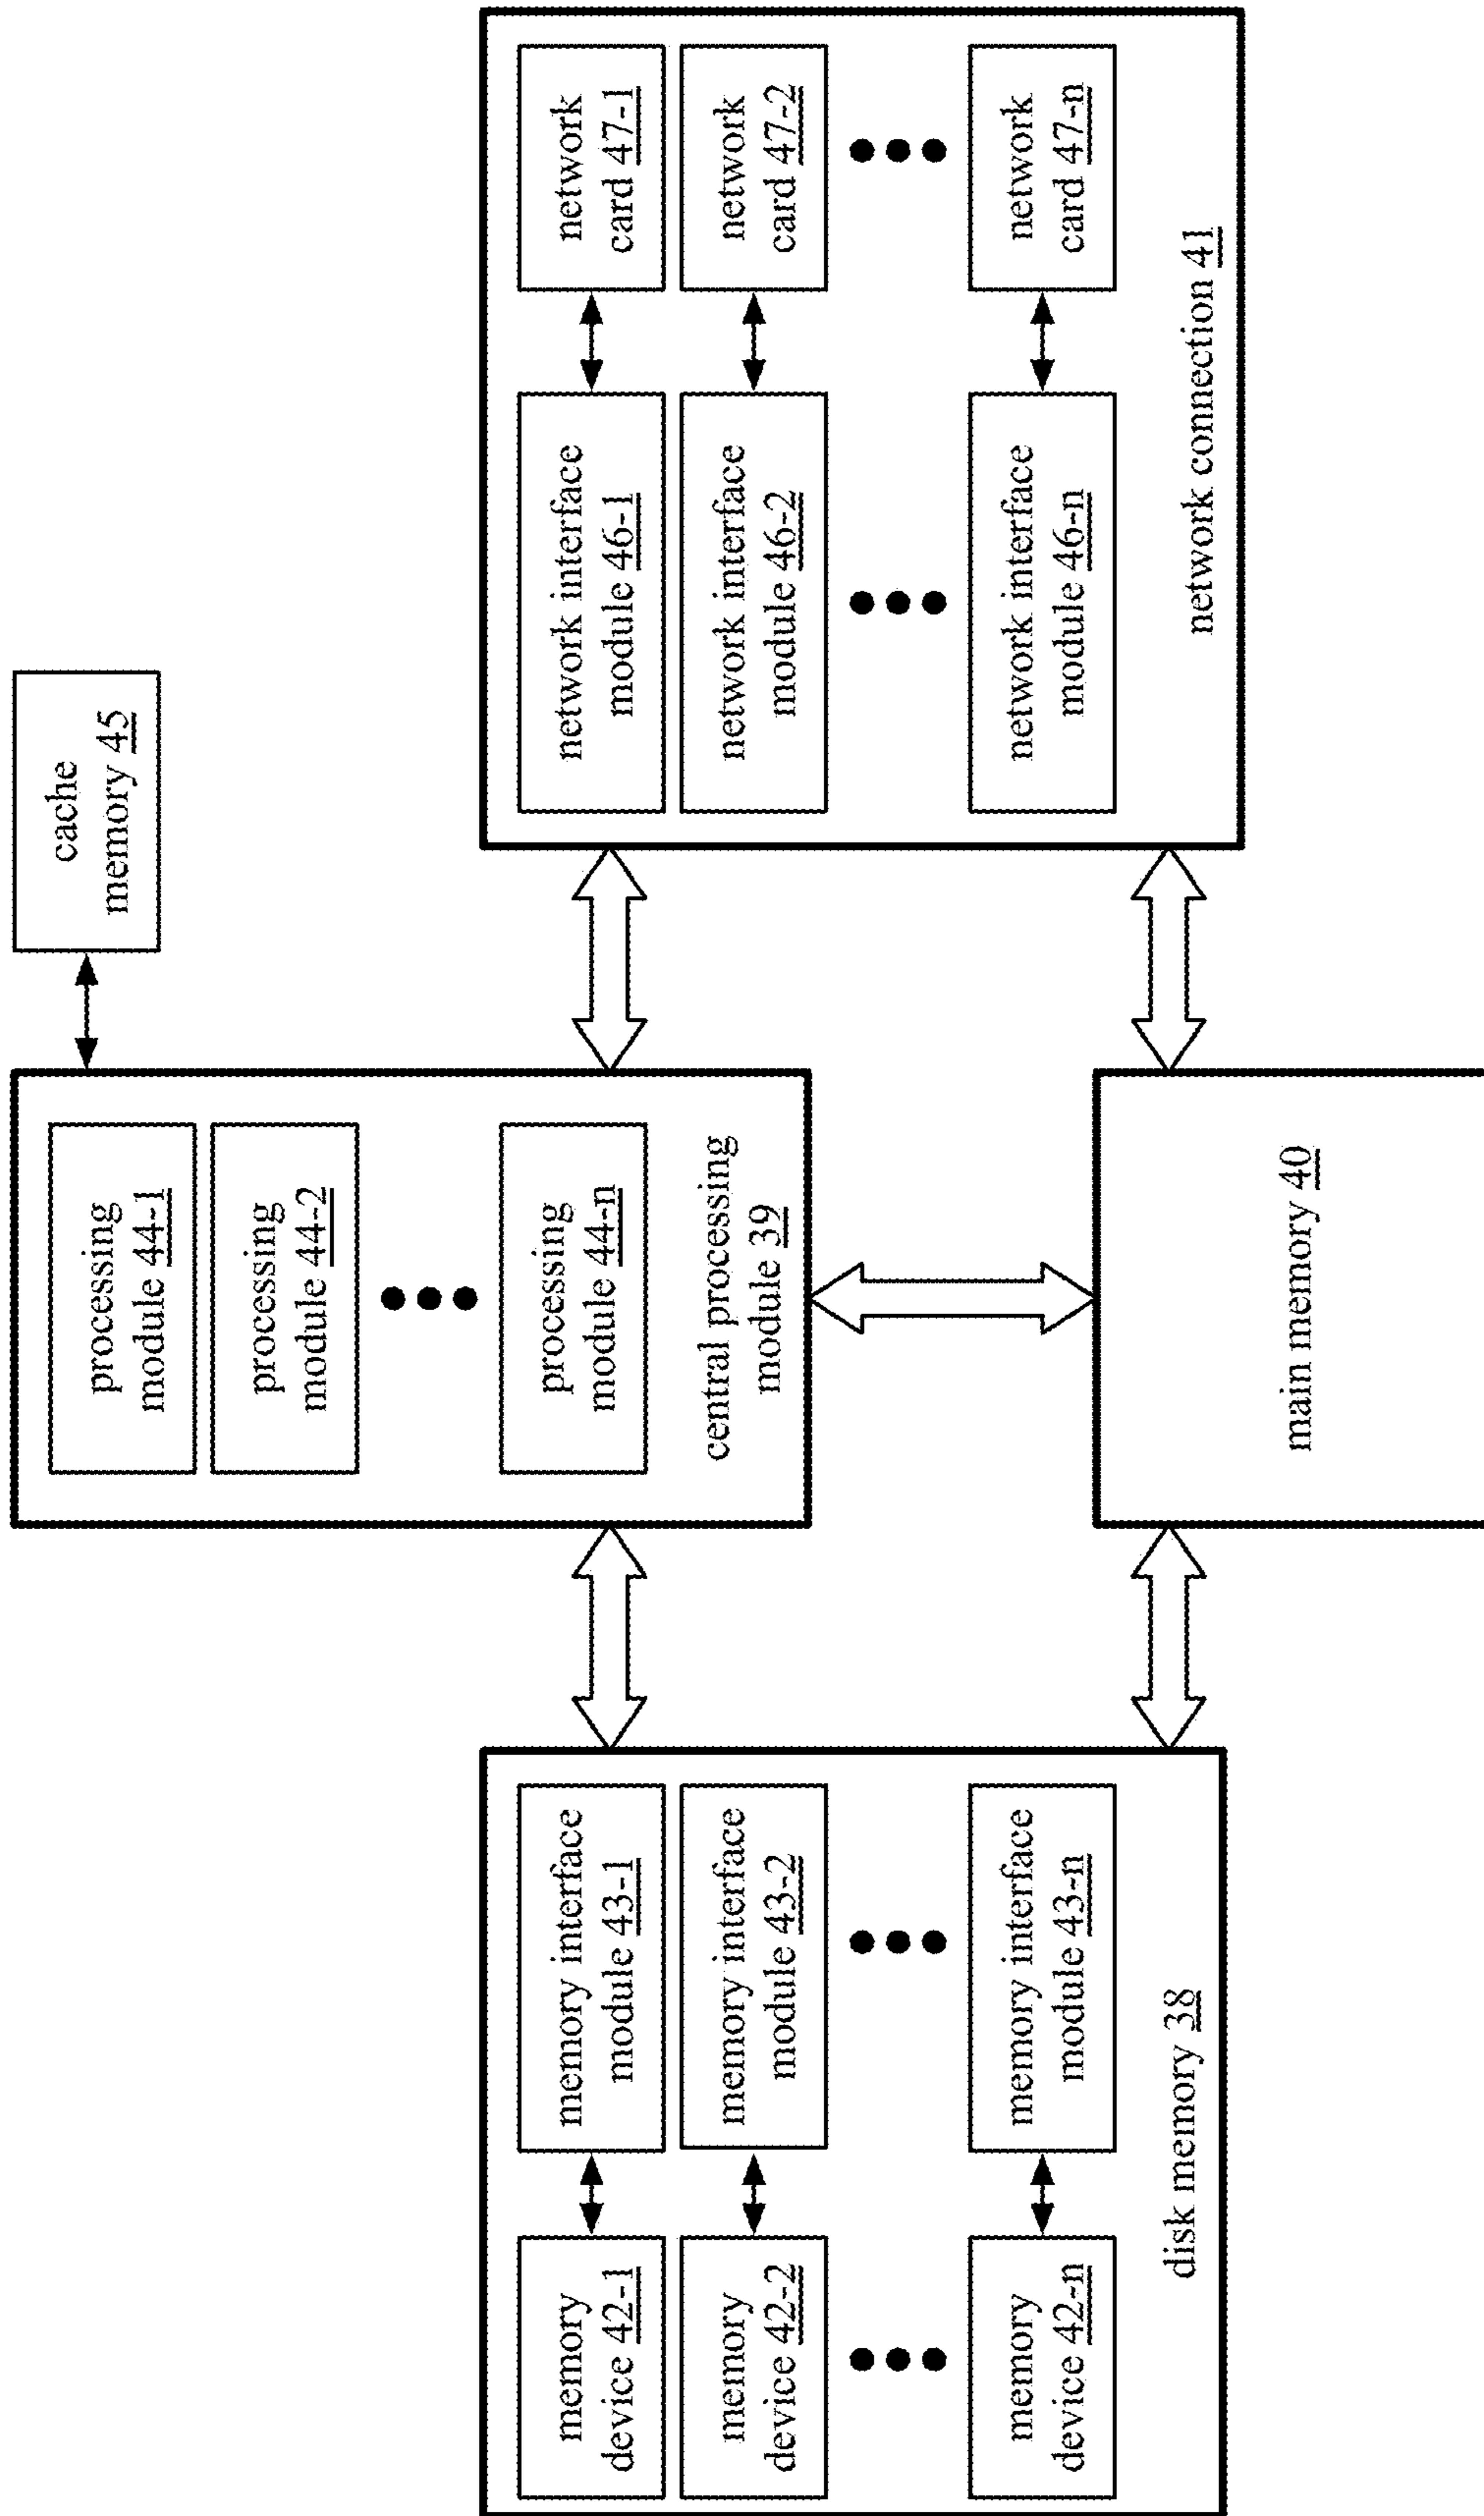 cache
memory 45
processing
module 44-1
processing
module 44-2
processing
module 44-n
central processing
module 39
memory
device 42-1
memory interface
module 43-1
memory
device 42-2
memory interface
module 43-2
memory
device 42-n
memory interface
module 43-n
disk memory 38
main memory 40
network interface
module 46-1
network
card 47-1
network interface
module 46-2
network
card 47-2
network interface
module 46-n
network
card 47-n
network connection 41